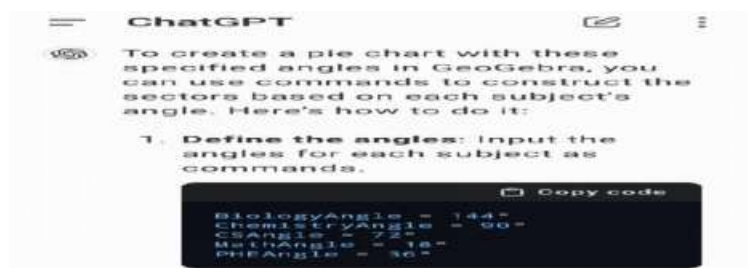 ChatGPT
To create a pie chart with these
specified angles in GeoGebra, you
can use commands to construct the
sectors based on each subject's
angle. Here's how to do it:
1. Define the angles: Input the
angles for each subject as
commands.
Copy code
BiologyAngle = 144°
ChemistryAngle = 90°
CSAngle = 72°
MathAngle = 18°
PHEAngle = 36°